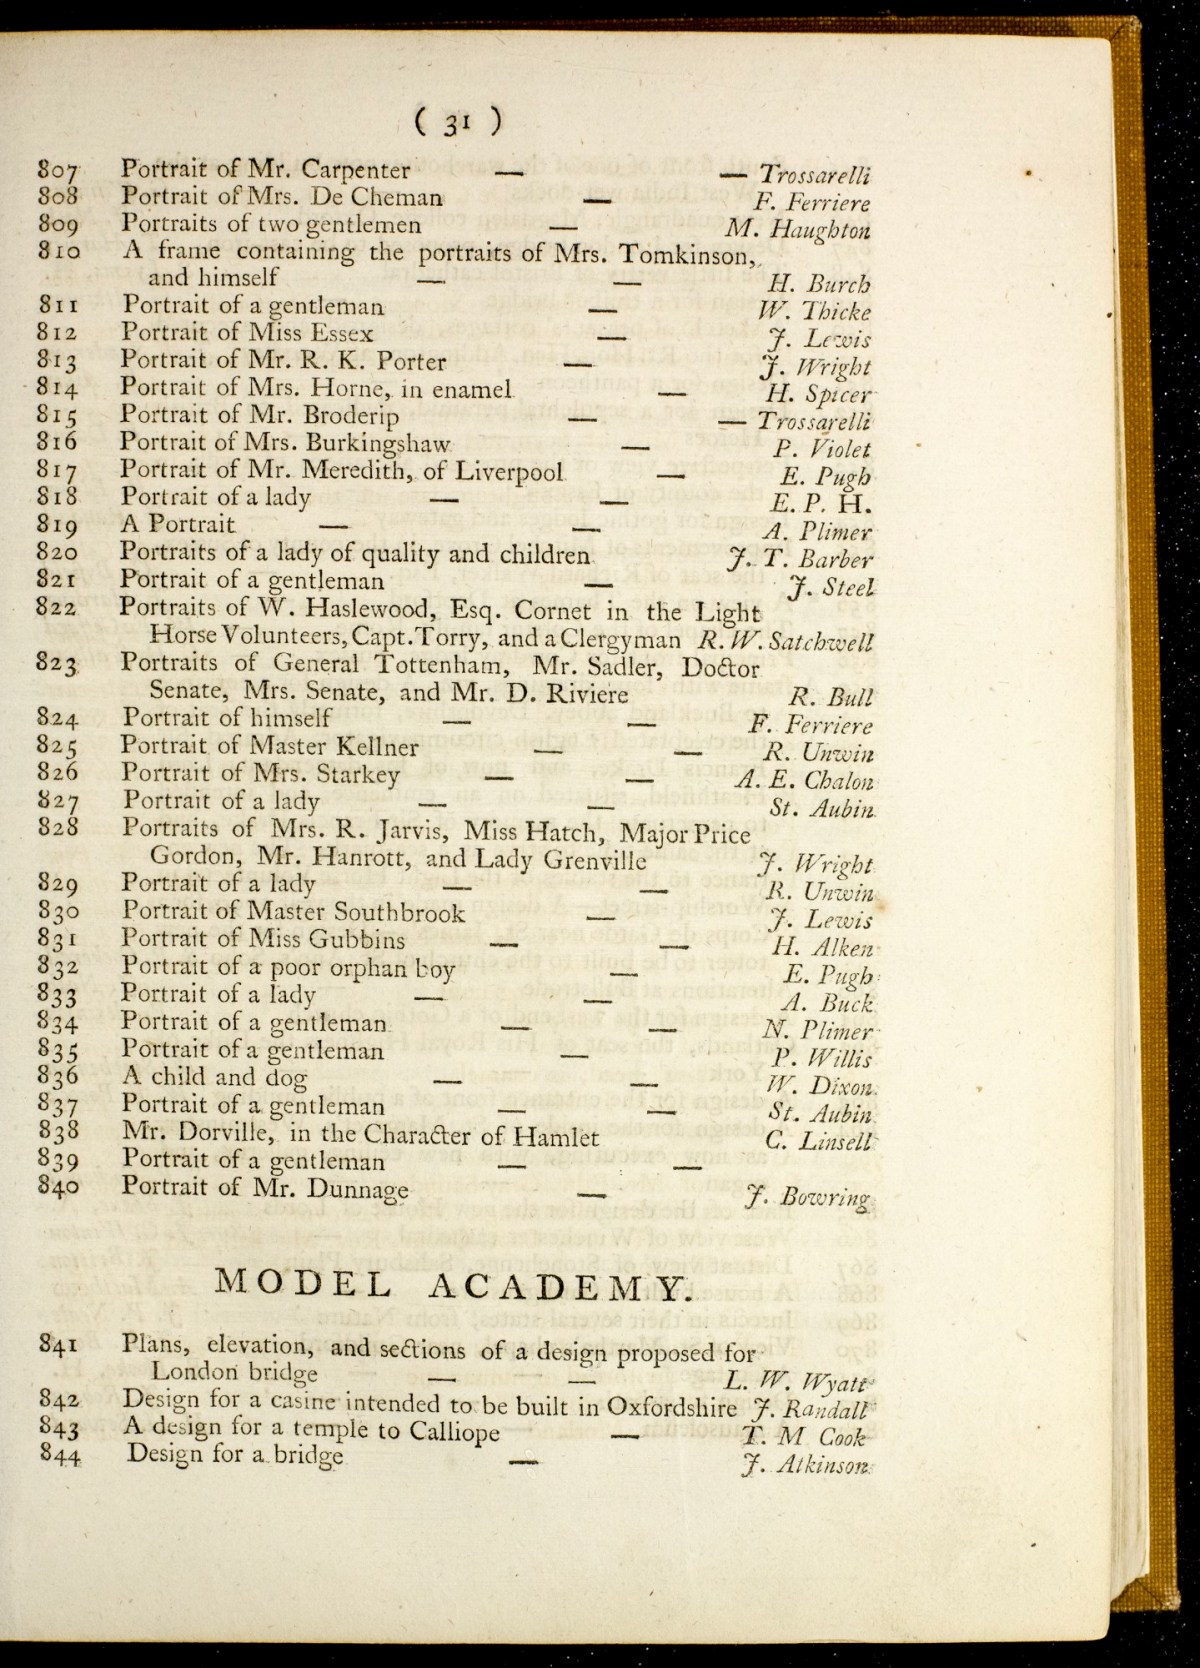 ( 31 )
807 Portrait of Mr. Carpenter — — Trossarelli
808 Portrait of Mrs. De Cheman — F. Ferriere
809 Portraits of two gentlemen — M. Haughton
810 A frame containing the portraits of Mrs. Tomkinson,
and himself — — H. Burch
811 Portrait of a gentleman — W. Thicke
812 Portrait of Miss Essex — J. Lewis
813 Portrait of Mr. R. K. Porter — J. Wright
814 Portrait of Mrs. Horne, in enamel — H. Spicer
815 Portrait of Mr. Broderip — — Trossarelli
816 Portrait of Mrs. Burkingshaw — P. Violet
817 Portrait of Mr. Meredith, of Liverpool — E. Pugh
818 Portrait of a lady — — E. P. H.
819 A Portrait — — A. Plimer
820 Portraits of a lady of quality and children J. T. Barber
821 Portrait of a gentleman — J. Steel
822 Portraits of W. Haslewood, Esq. Cornet in the Light
Horse Volunteers, Capt. Torry, and a Clergyman R. W. Satchwell
823 Portraits of General Tottenham, Mr. Sadler, Doctor
Senate, Mrs. Senate, and Mr. D. Riviere R. Bull
824 Portrait of himself — — F. Ferriere
825 Portrait of Master Kellner — — R. Unwin
826 Portrait of Mrs. Starkey — — A. E. Chalon
827 Portrait of a lady — — St. Aubin
828 Portraits of Mrs. R. Jarvis, Miss Hatch, Major Price
Gordon, Mr. Hanrott, and Lady Grenville J. Wright
829 Portrait of a lady — — R. Unwin
830 Portrait of Master Southbrook — J. Lewis
831 Portrait of Miss Gubbins — — H. Alken
832 Portrait of a poor orphan boy — E. Pugh
833 Portrait of a lady — — A. Buck
834 Portrait of a gentleman — — N. Plimer
835 Portrait of a gentleman — P. Willis
836 A child and dog — — W. Dixon
837 Portrait of a gentleman — — St. Aubin
838 Mr. Dorville, in the Character of Hamlet C. Linsell
839 Portrait of a gentleman — —
840 Portrait of Mr. Dunnage — J. Bowring
MODEL ACADEMY.
841 Plans, elevation, and sections of a design proposed for
London bridge — — L. W. Wyatt
842 Design for a casine intended to be built in Oxfordshire J. Randall
843 A design for a temple to Calliope — T. M Cook
844 Design for a bridge — J. Atkinson